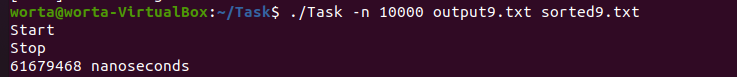 worta@worta-VirtualBox:~/Task$ ./Task -n 10000 output9.txt sorted9.txt
Start
Stop
61679468 nanoseconds